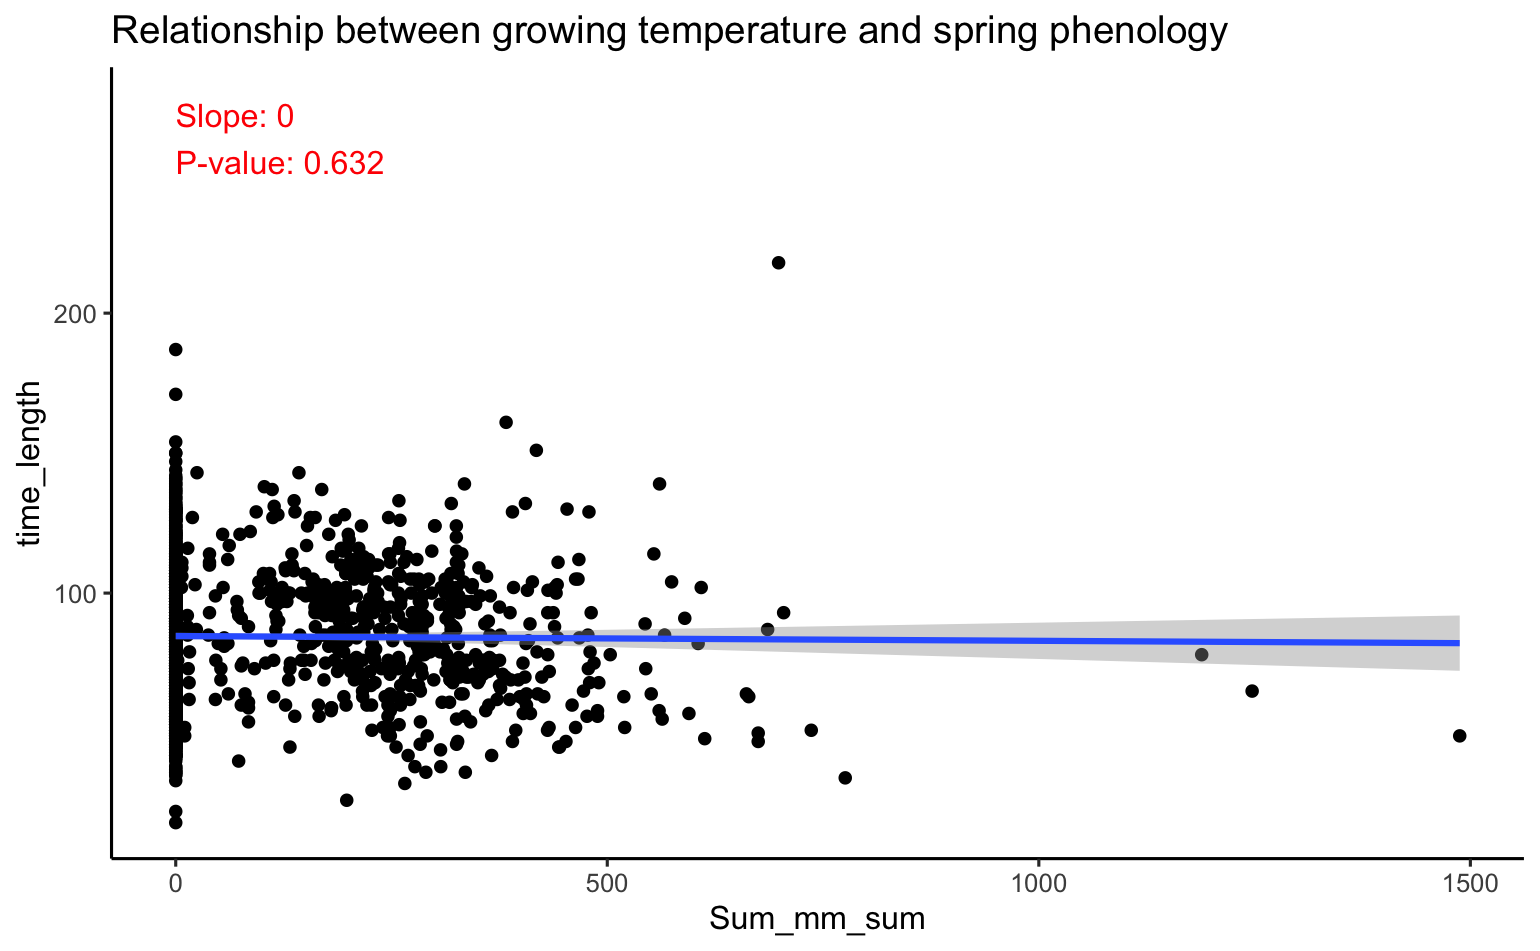 Relationship between growing temperature and spring phenology
Slope: 0
P-value: 0.632
200
100
time_length
0
500
1000
1500
Sum_mm_sum